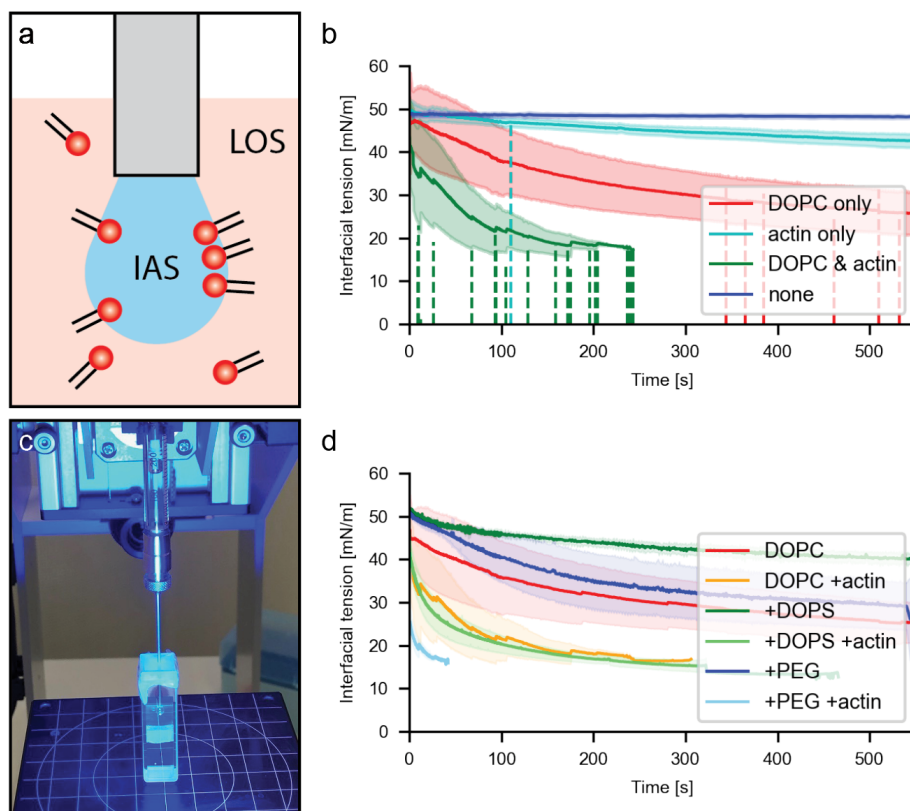 a
LOS
IAS
b
Interfacial tension [mN/m]
60
50
40
30
20
10
0
DOPC only
actin only
DOPC & actin
none
0
100
200
300
400
500
Time [s]
c
d
Interfacial tension [mN/m]
60
50
40
30
20
10
0
DOPC
DOPC +actin
+DOPS
+DOPS +actin
+PEG
+PEG +actin
0
100
200
300
400
500
Time [s]